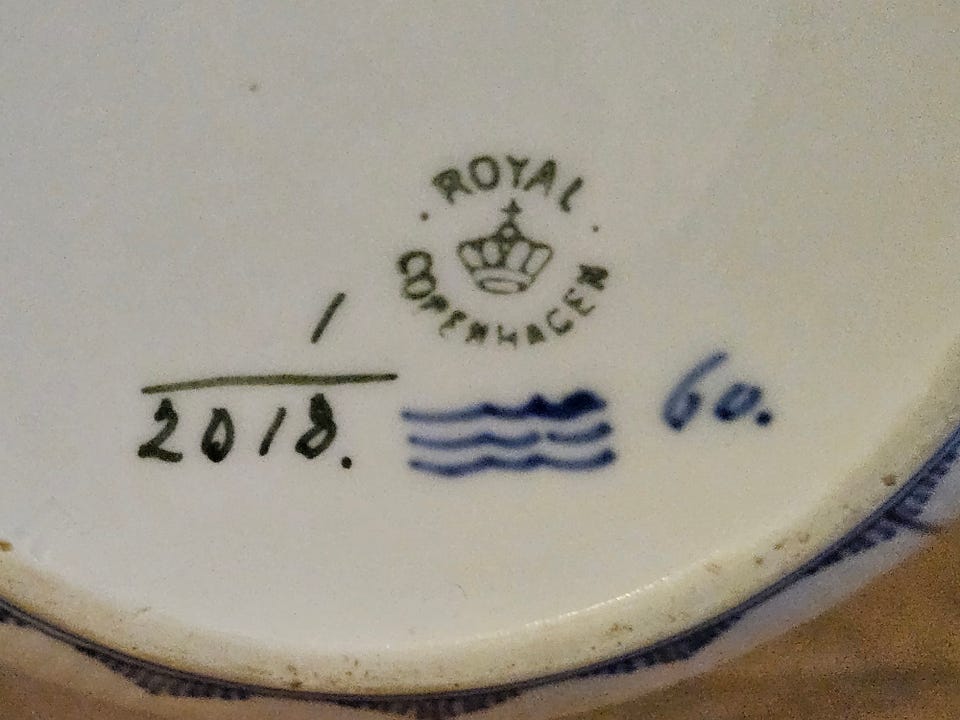 · ROYAL ·
COPENHAGEN
1
2018.
60.